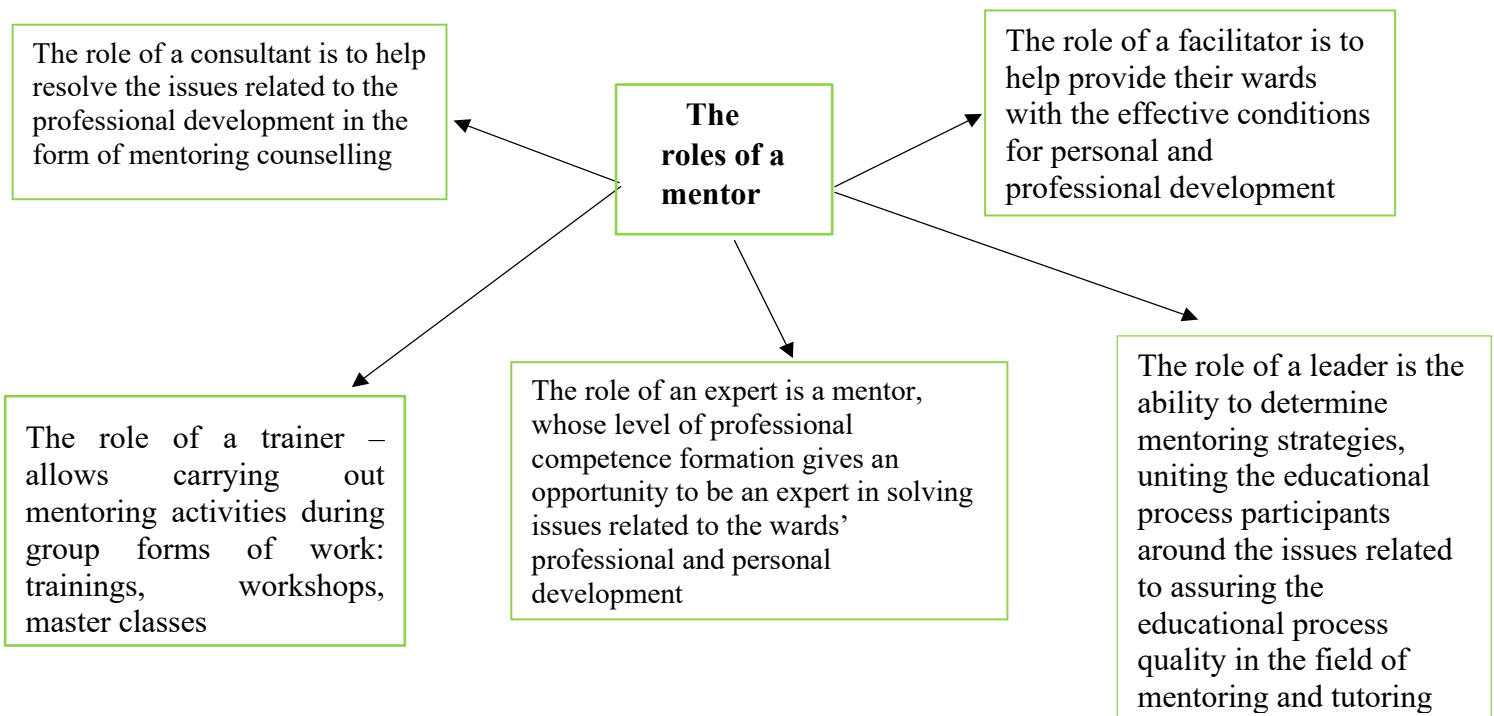 The role of a consultant is to help
resolve the issues related to the
professional development in the
form of mentoring counselling
The
roles of a
mentor
The role of a facilitator is to
help provide their wards
with the effective conditions
for personal and
professional development
The role of a trainer –
allows carrying out
mentoring activities during
group forms of work:
trainings, workshops,
master classes
The role of an expert is a mentor,
whose level of professional
competence formation gives an
opportunity to be an expert in solving
issues related to the wards’
professional and personal
development
The role of a leader is the
ability to determine
mentoring strategies,
uniting the educational
process participants
around the issues related
to assuring the
educational process
quality in the field of
mentoring and tutoring